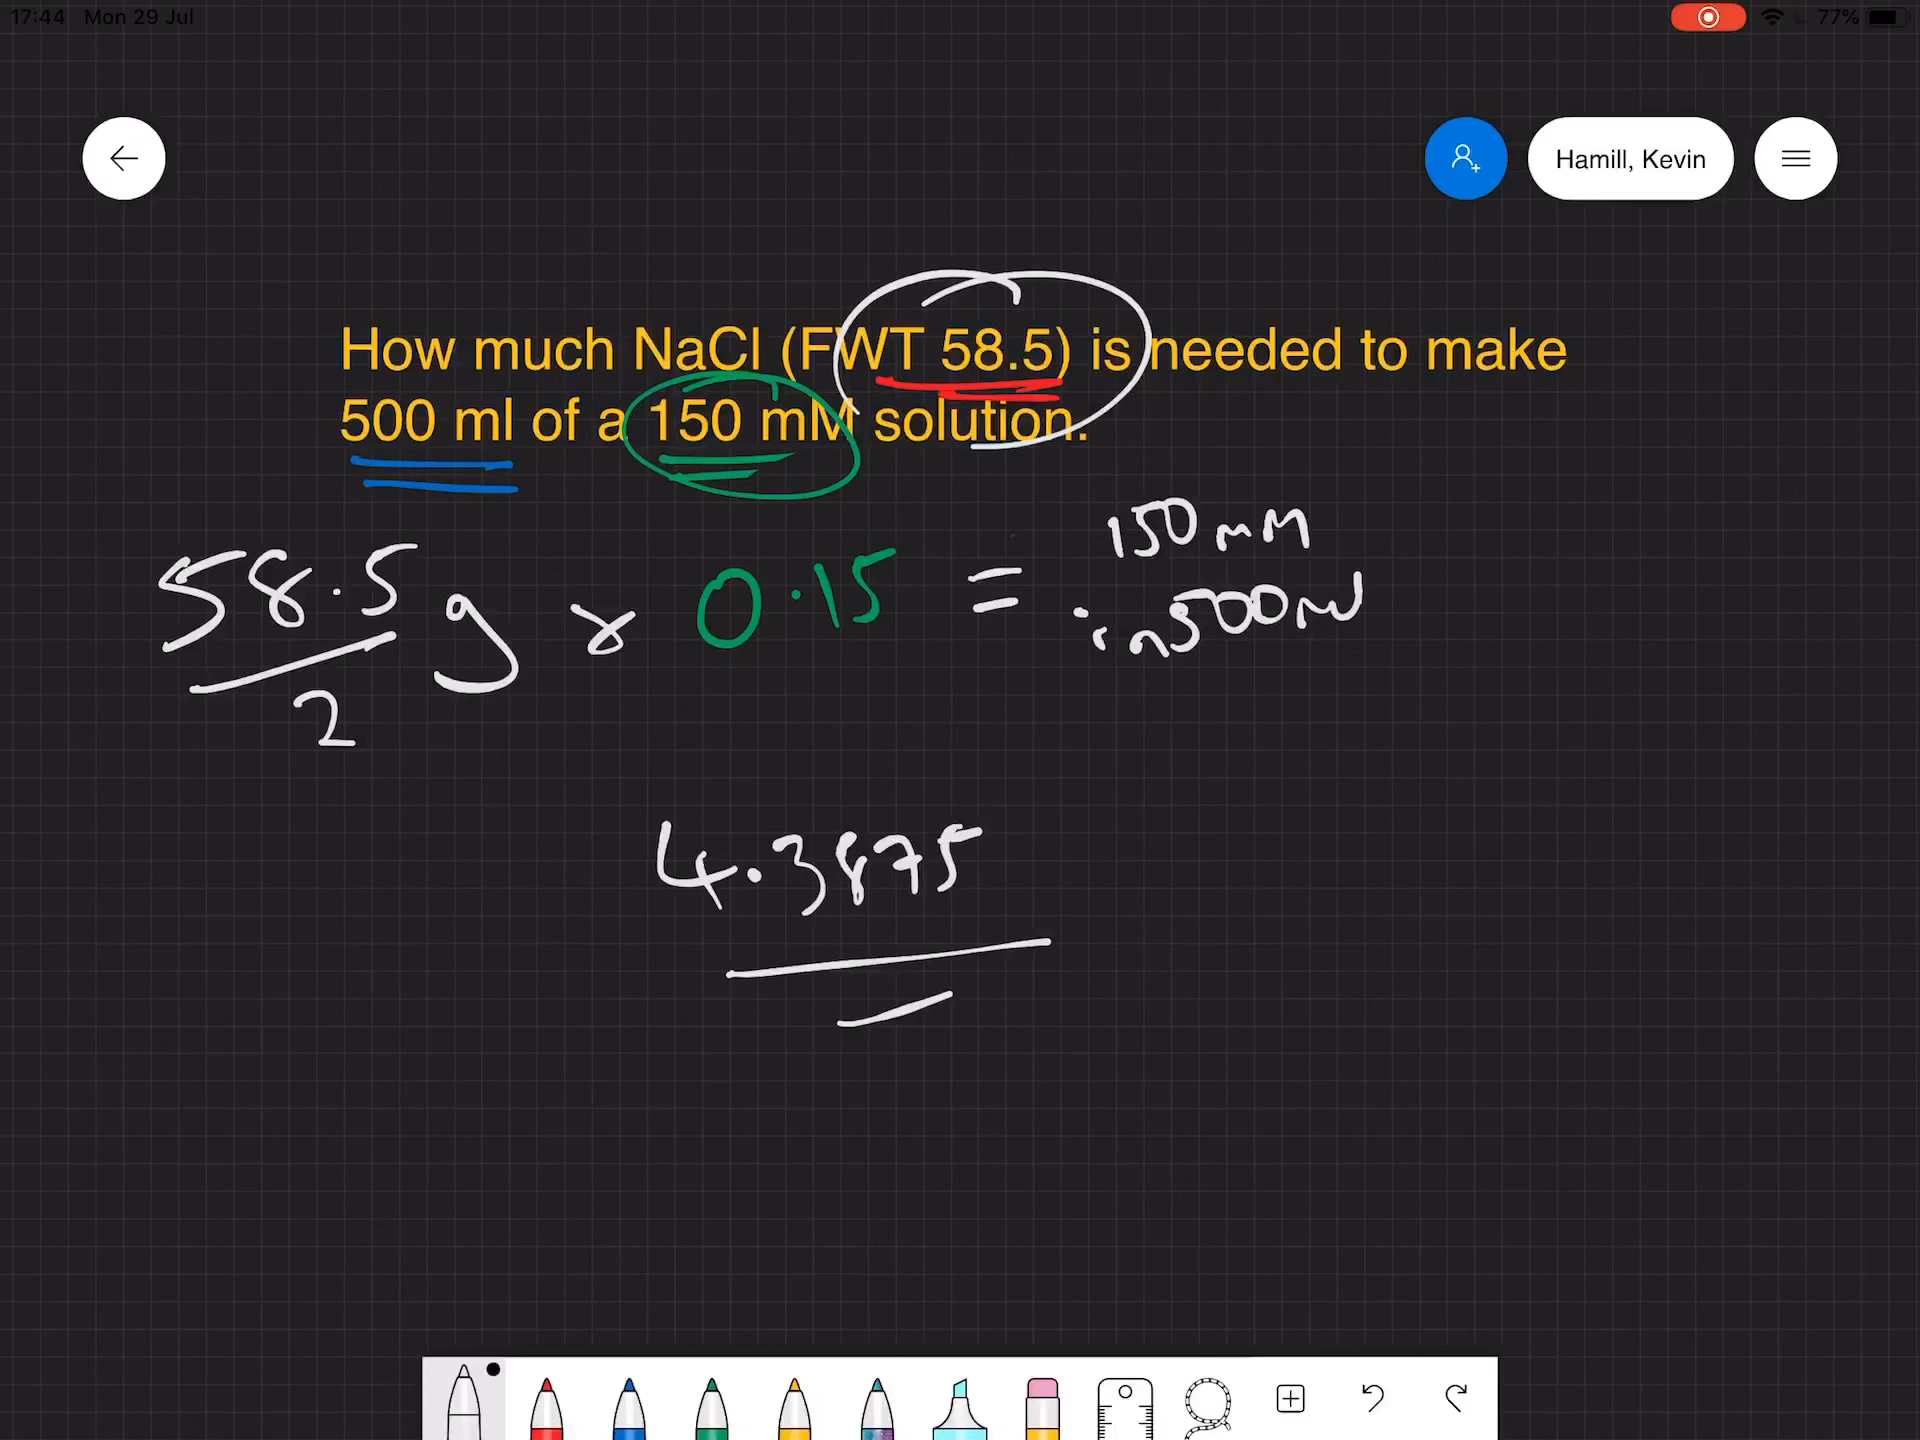 17:44 Mon 29 Jul
77%
Hamill, Kevin
How much NaCl (FWT 58.5) is needed to make
500 ml of a 150 mM solution.
58.5 g x 0.15 = 150 mM
in 500ml
2
4.3875